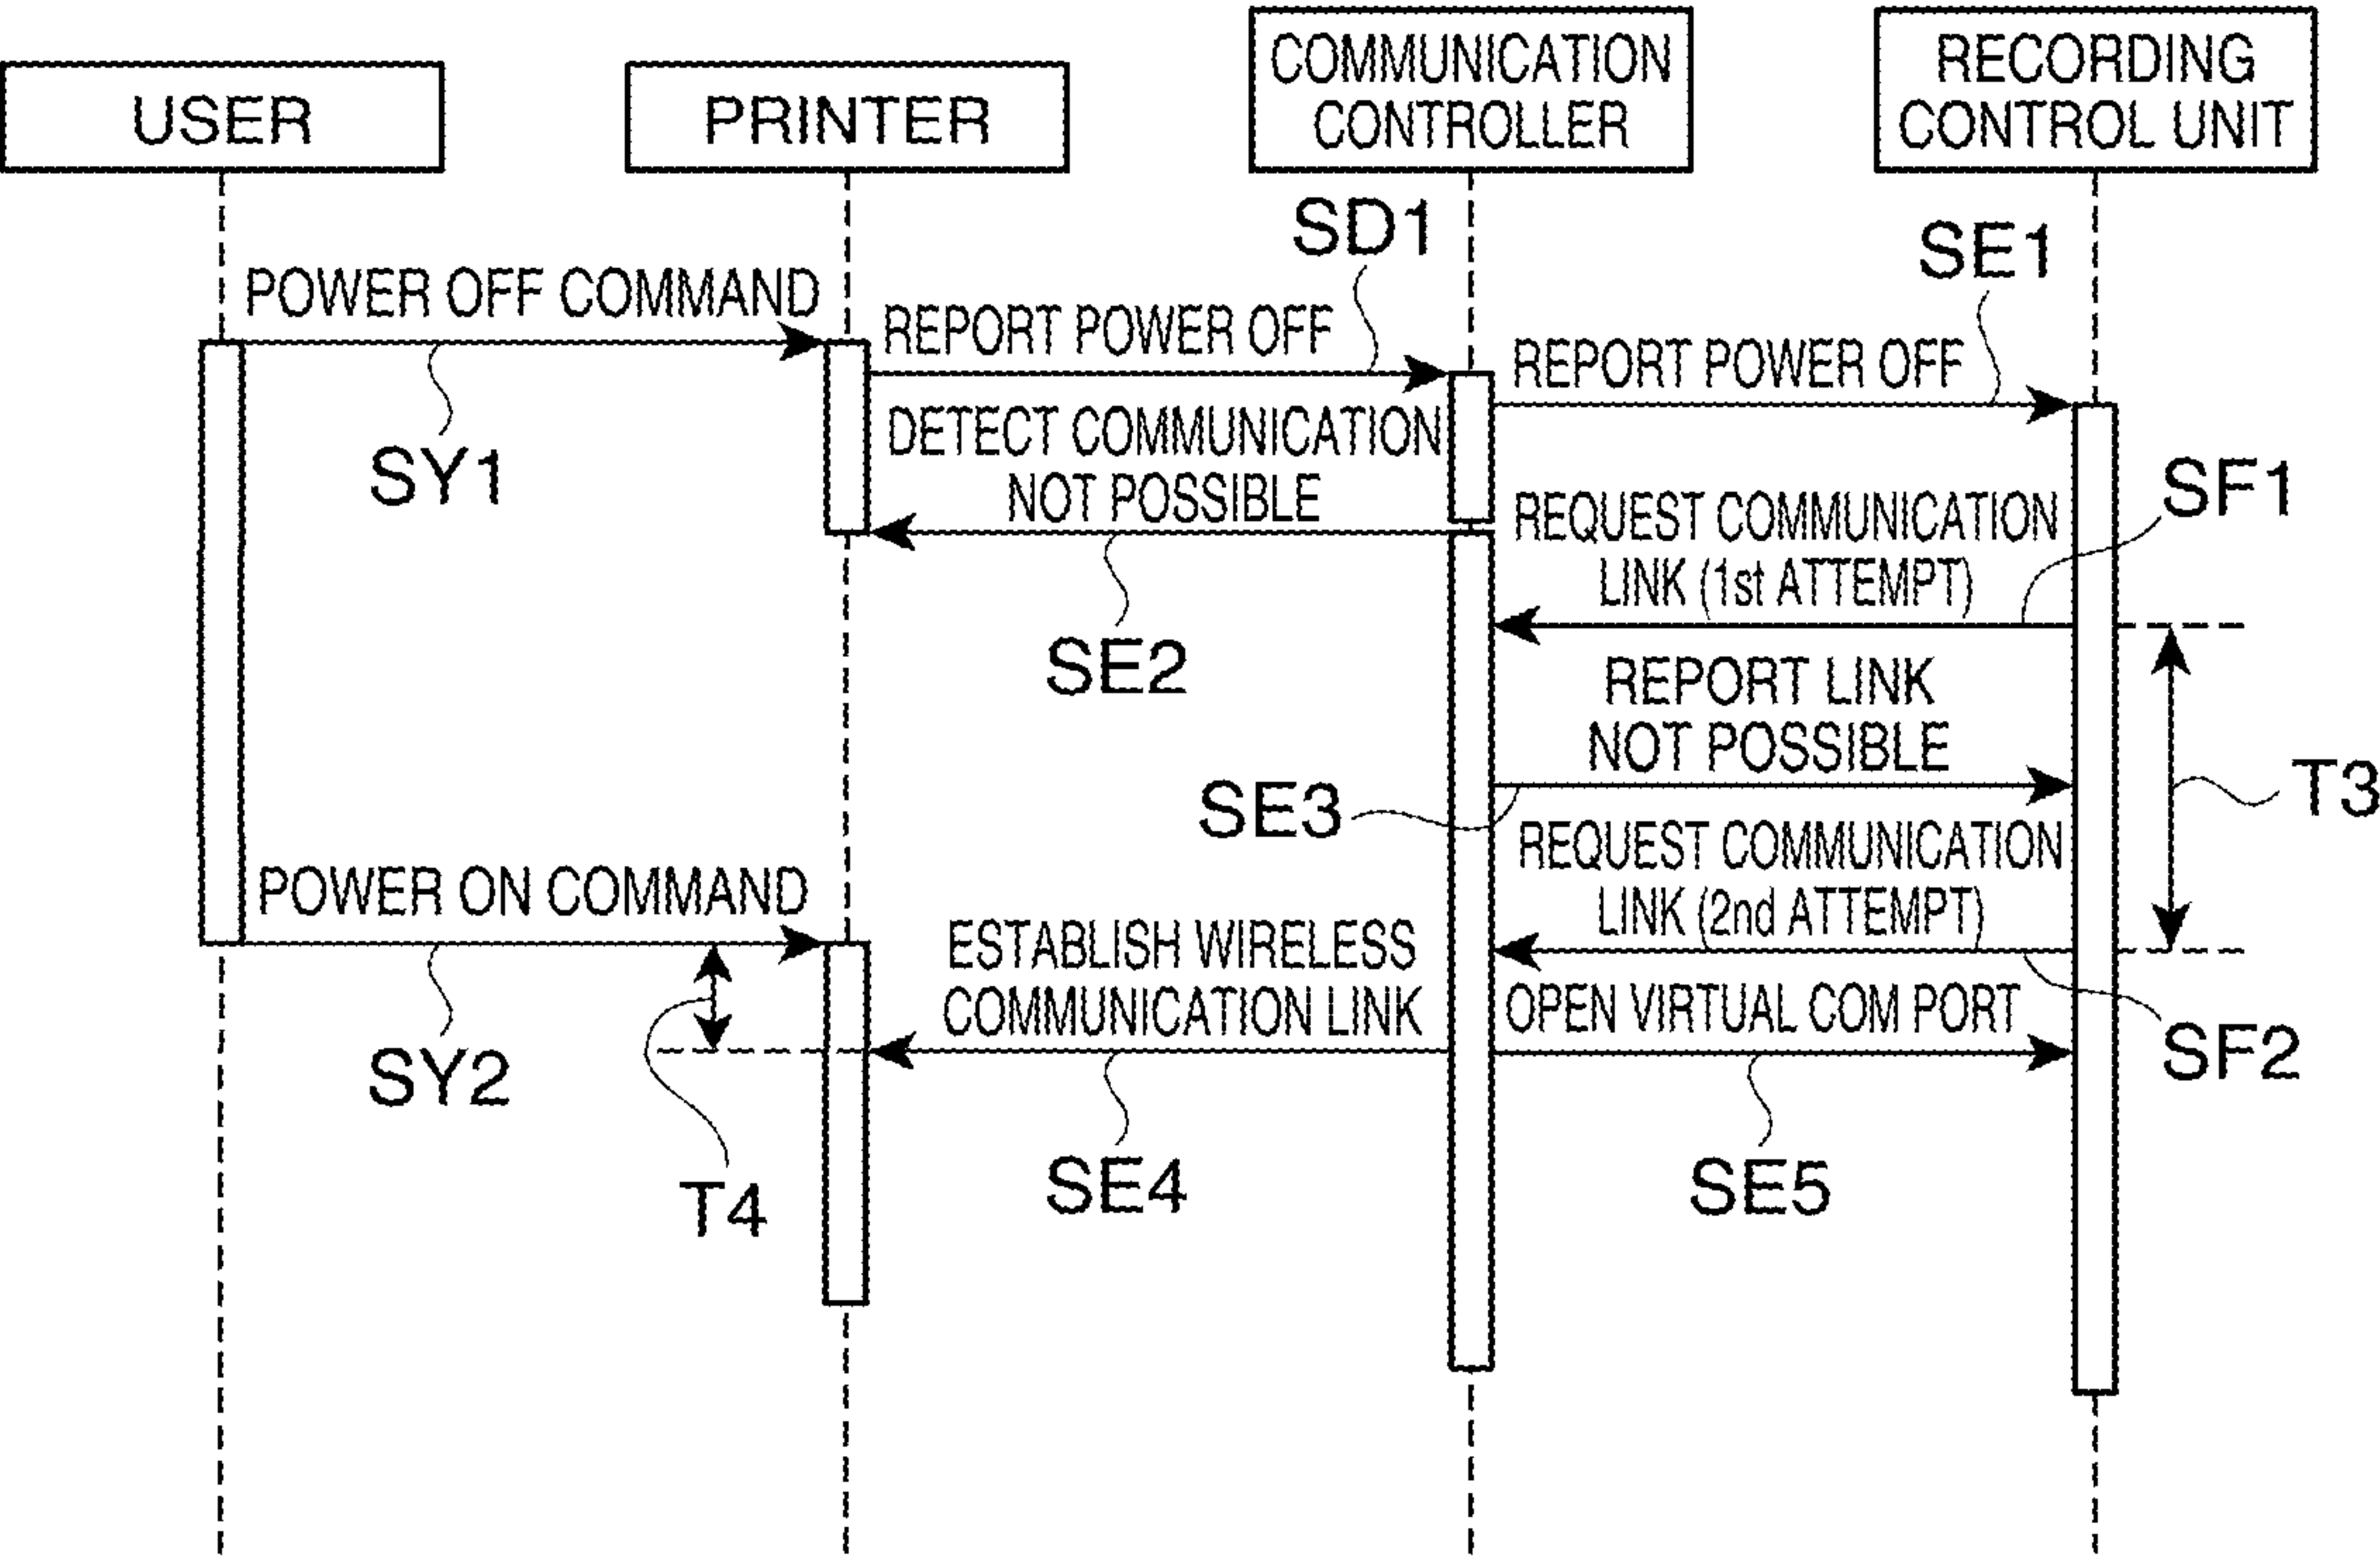 USER
PRINTER
COMMUNICATION
CONTROLLER
RECORDING
CONTROL UNIT
SD1
SE1
POWER OFF COMMAND
REPORT POWER OFF
REPORT POWER OFF
SY1
DETECT COMMUNICATION
NOT POSSIBLE
SF1
REQUEST COMMUNICATION
LINK (1st ATTEMPT)
SE2
REPORT LINK
NOT POSSIBLE
T3
SE3
REQUEST COMMUNICATION
LINK (2nd ATTEMPT)
POWER ON COMMAND
ESTABLISH WIRELESS
COMMUNICATION LINK
OPEN VIRTUAL COM PORT
SF2
SY2
T4
SE4
SE5